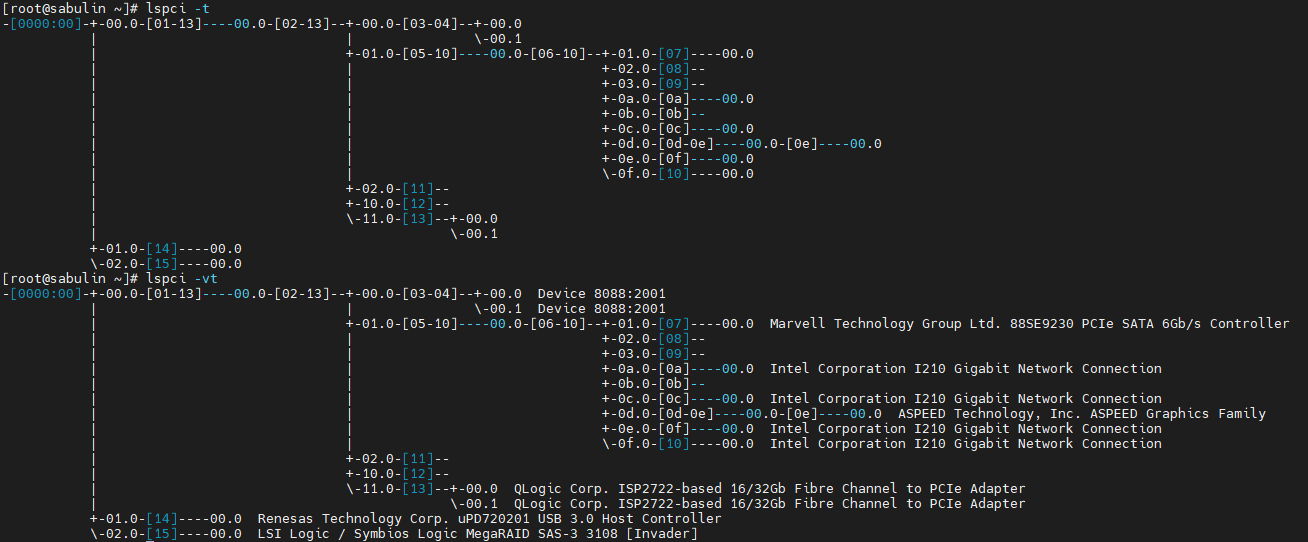 [root@sabulin ~]# lspci -t
-[0000:00]-+-00.0-[01-13]----00.0-[02-13]--+-00.0-[03-04]--+-00.0
           |                               |               \-00.1
           |                               +-01.0-[05-10]----00.0-[06-10]--+-01.0-[07]----00.0
           |                               |                               +-02.0-[08]--
           |                               |                               +-03.0-[09]--
           |                               |                               +-0a.0-[0a]----00.0
           |                               |                               +-0b.0-[0b]--
           |                               |                               +-0c.0-[0c]----00.0
           |                               |                               +-0d.0-[0d-0e]----00.0-[0e]----00.0
           |                               |                               +-0e.0-[0f]----00.0
           |                               |                               \-0f.0-[10]----00.0
           |                               +-02.0-[11]--
           |                               +-10.0-[12]--
           |                               \-11.0-[13]--+-00.0
           |                                            \-00.1
           +-01.0-[14]----00.0
           \-02.0-[15]----00.0
[root@sabulin ~]# lspci -vt
-[0000:00]-+-00.0-[01-13]----00.0-[02-13]--+-00.0-[03-04]--+-00.0  Device 8088:2001
           |                               |               \-00.1  Device 8088:2001
           |                               +-01.0-[05-10]----00.0-[06-10]--+-01.0-[07]----00.0  Marvell Technology Group Ltd. 88SE9230 PCIe SATA 6Gb/s Controller
           |                               |                               +-02.0-[08]--
           |                               |                               +-03.0-[09]--
           |                               |                               +-0a.0-[0a]----00.0  Intel Corporation I210 Gigabit Network Connection
           |                               |                               +-0b.0-[0b]--
           |                               |                               +-0c.0-[0c]----00.0  Intel Corporation I210 Gigabit Network Connection
           |                               |                               +-0d.0-[0d-0e]----00.0-[0e]----00.0  ASPEED Technology, Inc. ASPEED Graphics Family
           |                               |                               +-0e.0-[0f]----00.0  Intel Corporation I210 Gigabit Network Connection
           |                               |                               \-0f.0-[10]----00.0  Intel Corporation I210 Gigabit Network Connection
           |                               +-02.0-[11]--
           |                               +-10.0-[12]--
           |                               \-11.0-[13]--+-00.0  QLogic Corp. ISP2722-based 16/32Gb Fibre Channel to PCIe Adapter
           |                                            \-00.1  QLogic Corp. ISP2722-based 16/32Gb Fibre Channel to PCIe Adapter
           +-01.0-[14]----00.0  Renesas Technology Corp. uPD720201 USB 3.0 Host Controller
           \-02.0-[15]----00.0  LSI Logic / Symbios Logic MegaRAID SAS-3 3108 [Invader]